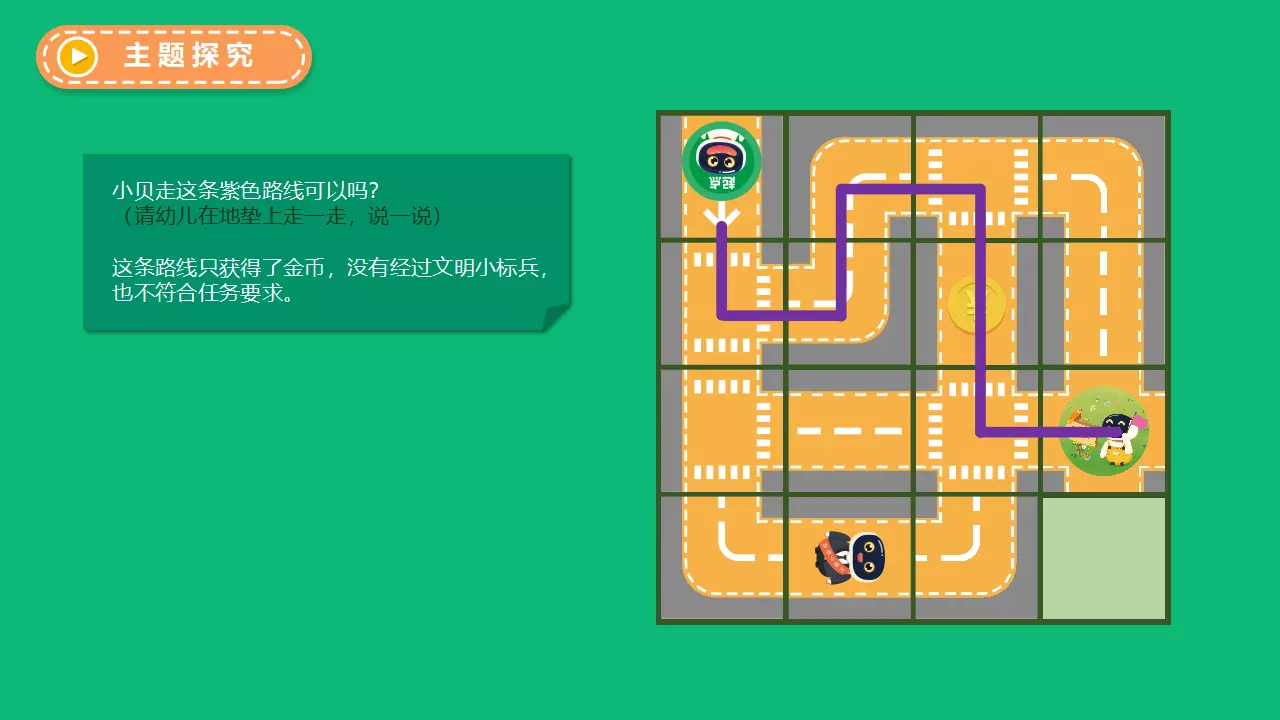 主题探究
小贝走这条紫色路线可以吗？
（请幼儿在地垫上走一走，说一说）
这条路线只获得了金币，没有经过文明小标兵，
也不符合任务要求。
起点
¥